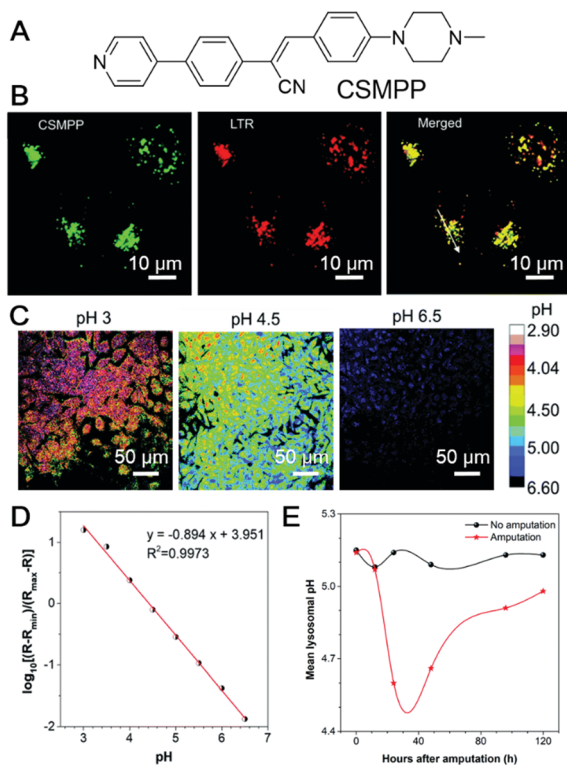 A
N
N
N
CN
CSMPP
B
CSMPP
LTR
Merged
10 μm
10 μm
10 μm
C
pH 3
pH 4.5
pH 6.5
pH
50 μm
50 μm
50 μm
2.90
4.04
4.50
5.00
6.60
D
y = -0.894 x + 3.951
R²=0.9973
log₁₀[(R-Rmin)/(Rmax-R)]
1
0
-1
-2
3
4
5
6
7
pH
E
No amputation
Amputation
Mean lysosomal pH
5.3
5.0
4.7
4.4
0
40
80
120
Hours after amputation (h)